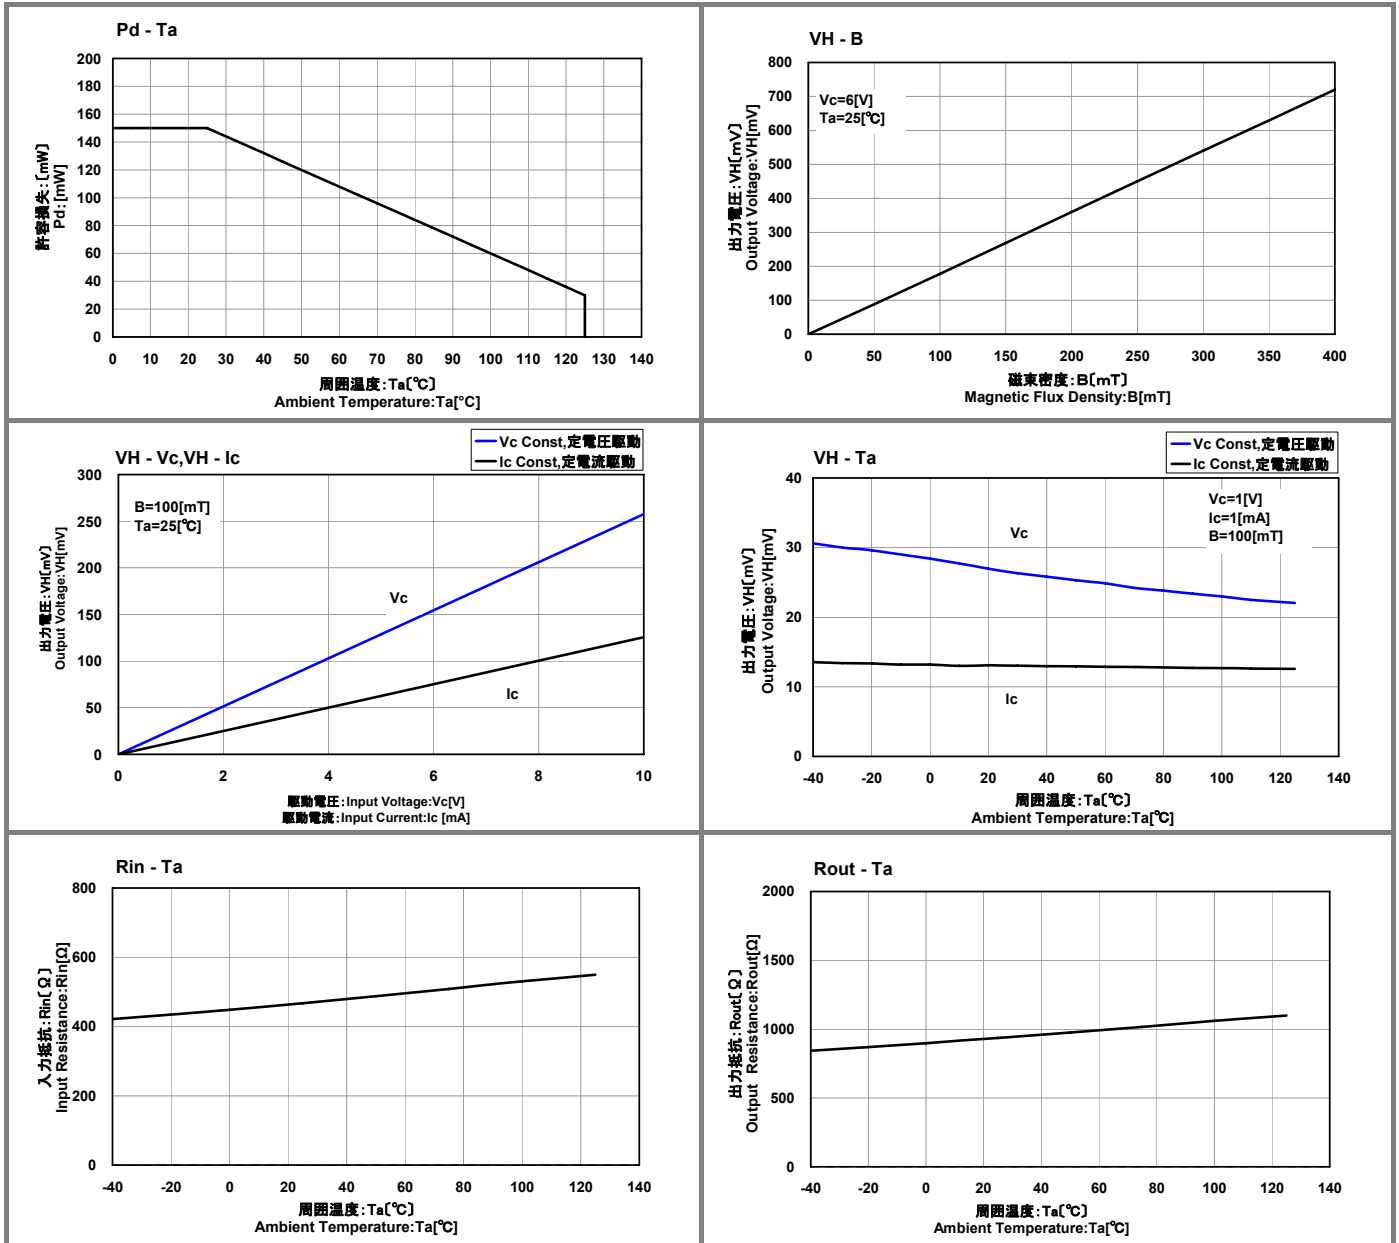 Pd - Ta
200
180
160
140
120
100
80
60
40
20
0
0 10 20 30 40 50 60 70 80 90 100 110 120 130 140
許容損失:〔mW〕
Pd: [mW]
周囲温度:Ta〔℃〕
Ambient Temperature:Ta[°C]
VH - B
Vc=6[V]
Ta=25[℃]
800
700
600
500
400
300
200
100
0
0 50 100 150 200 250 300 350 400
出力電圧:VH〔mV〕
Output Voltage:VH[mV]
磁束密度:B〔mT〕
Magnetic Flux Density:B[mT]
VH - Vc,VH - Ic
Vc Const,定電圧駆動
Ic Const,定電流駆動
B=100[mT]
Ta=25[℃]
300
250
200
150
100
50
0
Vc
Ic
0 2 4 6 8 10
出力電圧:VH〔mV〕
Output Voltage:VH[mV]
駆動電圧:Input Voltage:Vc[V]
駆動電流:Input Current:Ic [mA]
VH - Ta
Vc Const,定電圧駆動
Ic Const,定電流駆動
Vc=1[V]
Ic=1[mA]
B=100[mT]
40
30
20
10
0
Vc
Ic
-40 -20 0 20 40 60 80 100 120 140
出力電圧:VH〔mV〕
Output Voltage:VH[mV]
周囲温度:Ta〔℃〕
Ambient Temperature:Ta[℃]
Rin - Ta
800
600
400
200
0
-40 -20 0 20 40 60 80 100 120 140
入力抵抗:Rin〔Ω〕
Input Resistance:Rin[Ω]
周囲温度:Ta〔℃〕
Ambient Temperature:Ta[℃]
Rout - Ta
2000
1500
1000
500
0
-40 -20 0 20 40 60 80 100 120 140
出力抵抗:Rout〔Ω〕
Output Resistance:Rout[Ω]
周囲温度:Ta〔℃〕
Ambient Temperature:Ta[℃]